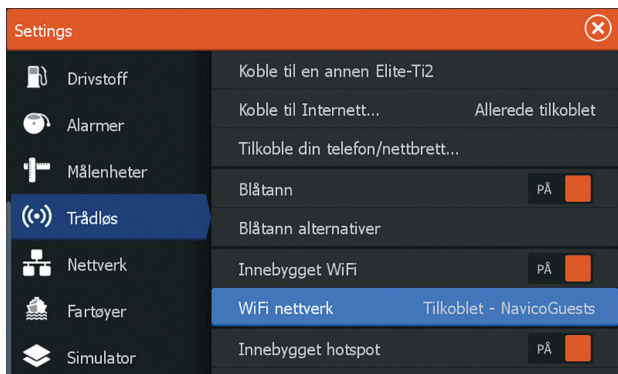 Settings
Drivstoff
Alarmer
Målenheter
Trådløs
Nettverk
Fartøyer
Simulator
Koble til en annen Elite-Ti2
Koble til Internett... Allerede tilkoblet
Tilkoble din telefon/nettbrett...
Blåtann PÅ
Blåtann alternativer
Innebygget WiFi PÅ
WiFi nettverk Tilkoblet - NavicoGuests
Innebygget hotspot PÅ